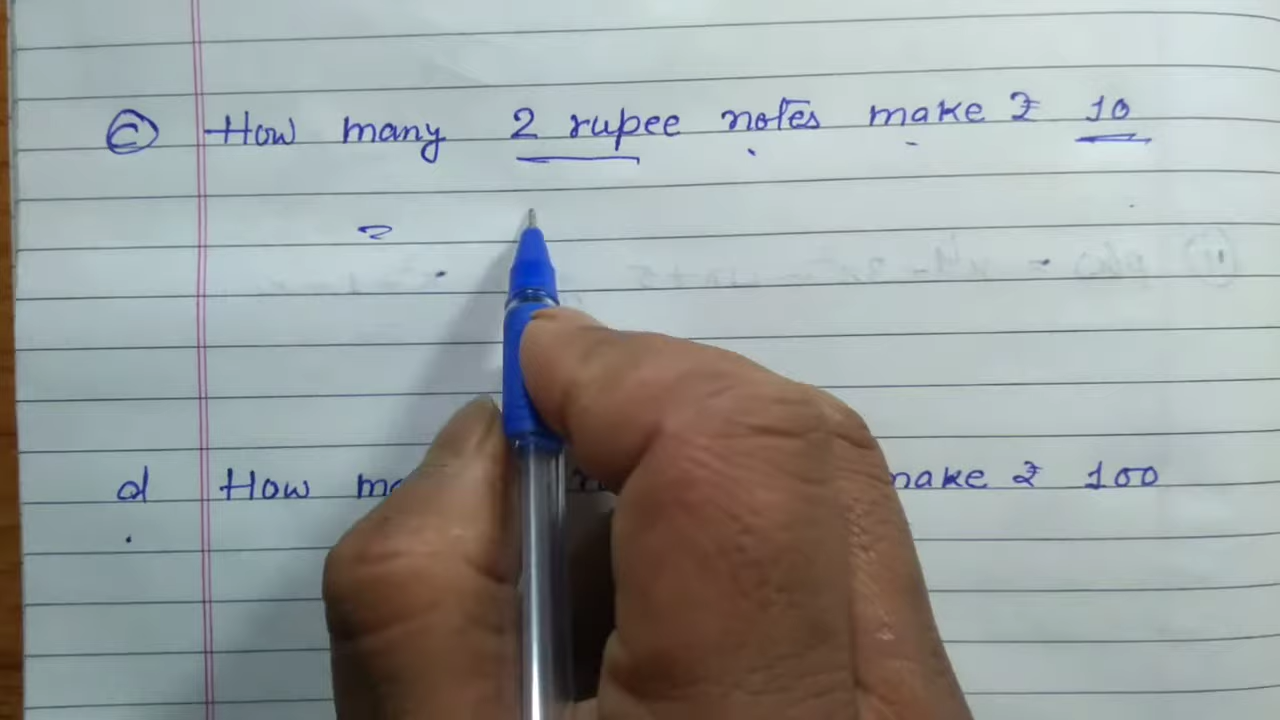 c How many 2 rupee notes make ₹ 10
=
d How make ₹ 100